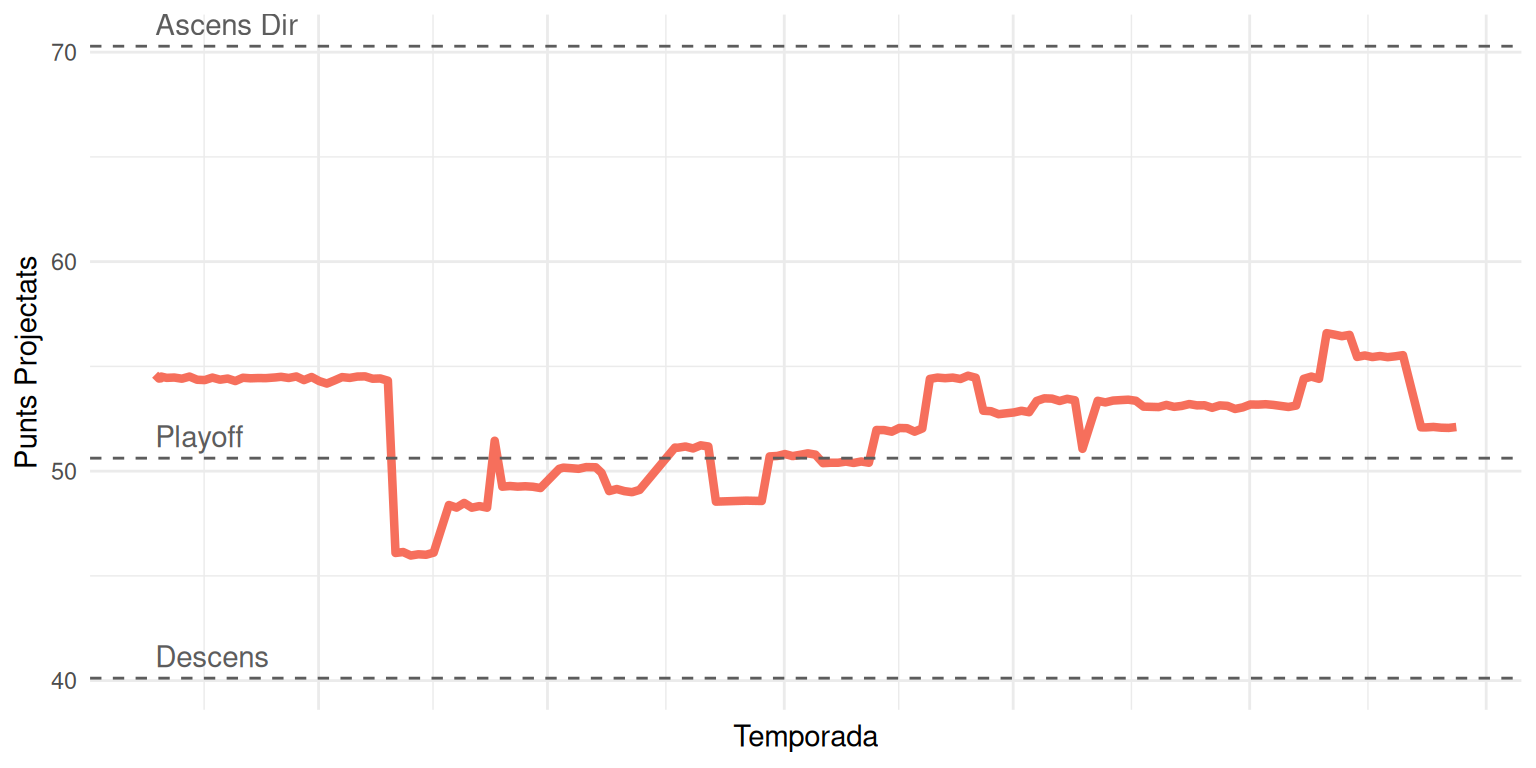 Ascens Dir
70
60
Punts Projectats
Playoff
50
Descens
40
Temporada